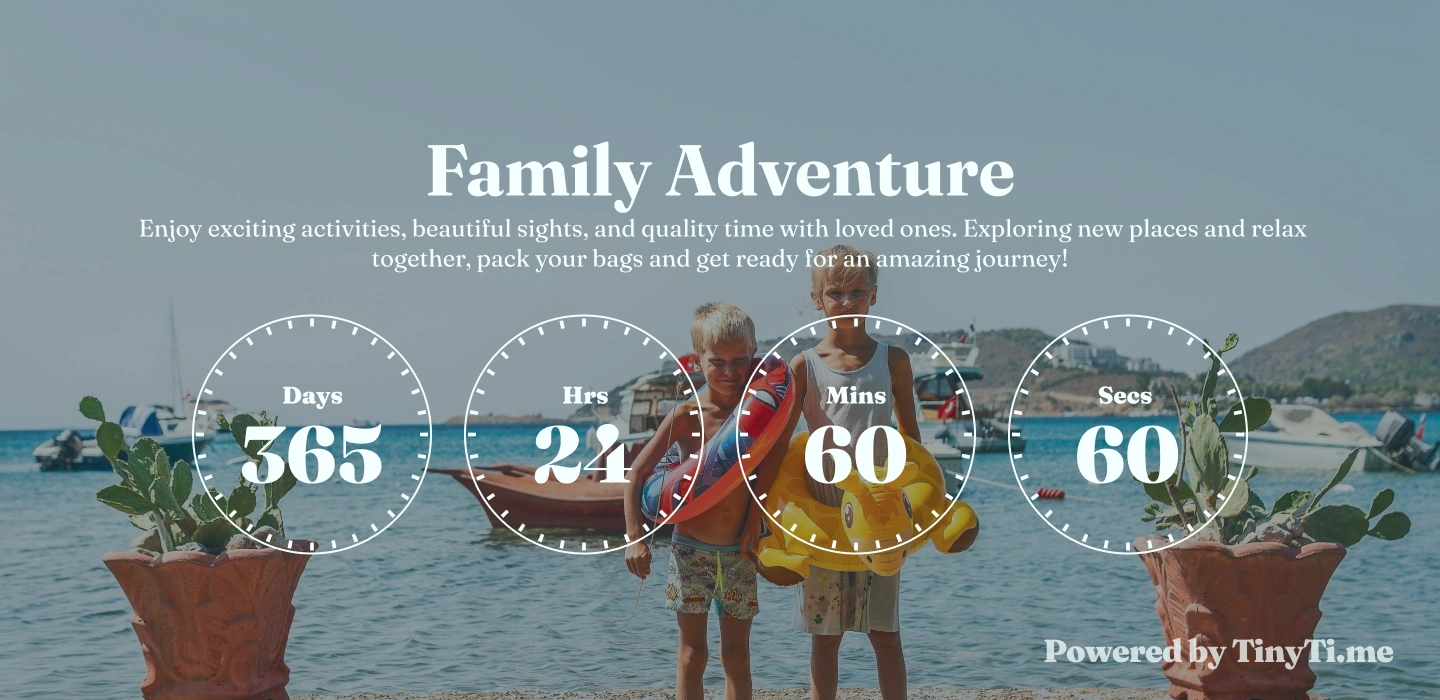 Family Adventure
Enjoy exciting activities, beautiful sights, and quality time with loved ones. Exploring new places and relax
together, pack your bags and get ready for an amazing journey!
Days Hrs Mins Secs
365 24 60 60
Powered by TinyTi.me